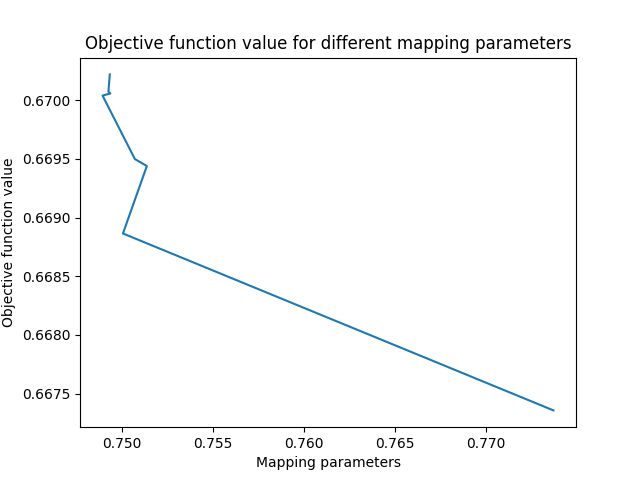 Objective function value for different mapping parameters
Objective function value
0.6700
0.6695
0.6690
0.6685
0.6680
0.6675
0.750 0.755 0.760 0.765 0.770
Mapping parameters